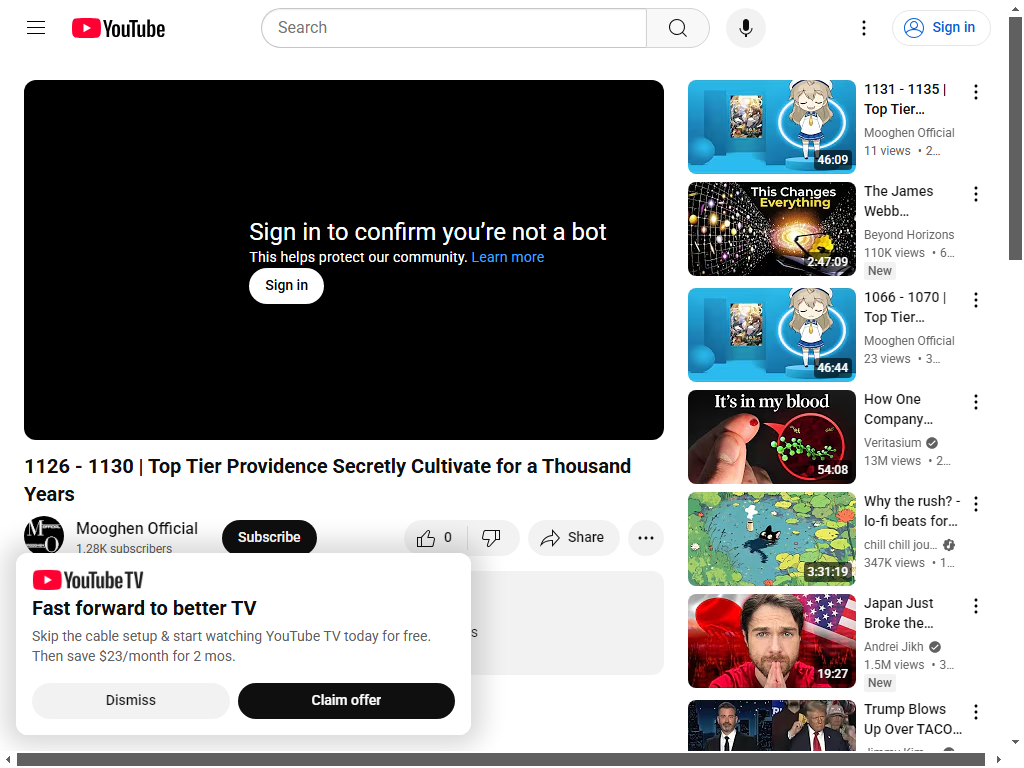 YouTube
Search
Sign in
Sign in to confirm you're not a bot
This helps protect our community. Learn more
Sign in
1126 - 1130 | Top Tier Providence Secretly Cultivate for a Thousand
Years
Mooghen Official
1.28K subscribers
Subscribe
0
Share
s
YouTube TV
Fast forward to better TV
Skip the cable setup & start watching YouTube TV today for free.
Then save $23/month for 2 mos.
Dismiss
Claim offer
46:09
1131 - 1135 |
Top Tier…
Mooghen Official
11 views • 2…
This Changes
Everything
2:47:09
The James
Webb…
Beyond Horizons
110K views • 6…
New
46:44
1066 - 1070 |
Top Tier…
Mooghen Official
23 views • 3…
It's in my blood
54:08
How One
Company…
Veritasium
13M views • 2…
3:31:19
Why the rush? -
lo-fi beats for…
chill chill jou…
347K views • 1…
19:27
Japan Just
Broke the…
Andrei Jikh
1.5M views • 3…
New
Trump Blows
Up Over TACO…